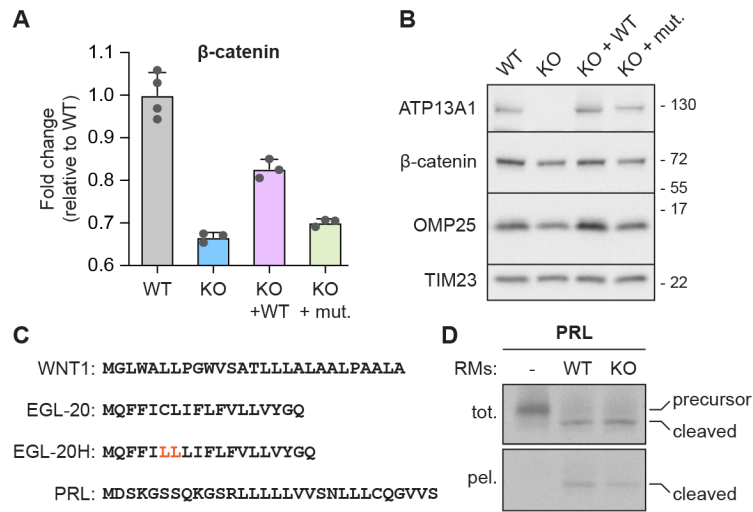 A
β-catenin
Fold change
(relative to WT)
1.1
1.0
0.9
0.8
0.7
0.6
WT
KO
KO
+WT
KO
+ mut.
B
WT
KO
KO + WT
KO + mut.
ATP13A1
- 130
β-catenin
- 72
- 55
- 17
OMP25
TIM23
- 22
C
WNT1: MGLWALLPGWVSATLLLALAALPAALA
EGL-20: MQFFICLIFLFVLLVYGQ
EGL-20H: MQFFILLLIFLFVLLVYGQ
PRL: MDSKGSSQKGSRLLLLLVVSNLLLCQGVVS
D
PRL
RMs: - WT KO
tot.
precursor
cleaved
pel.
cleaved